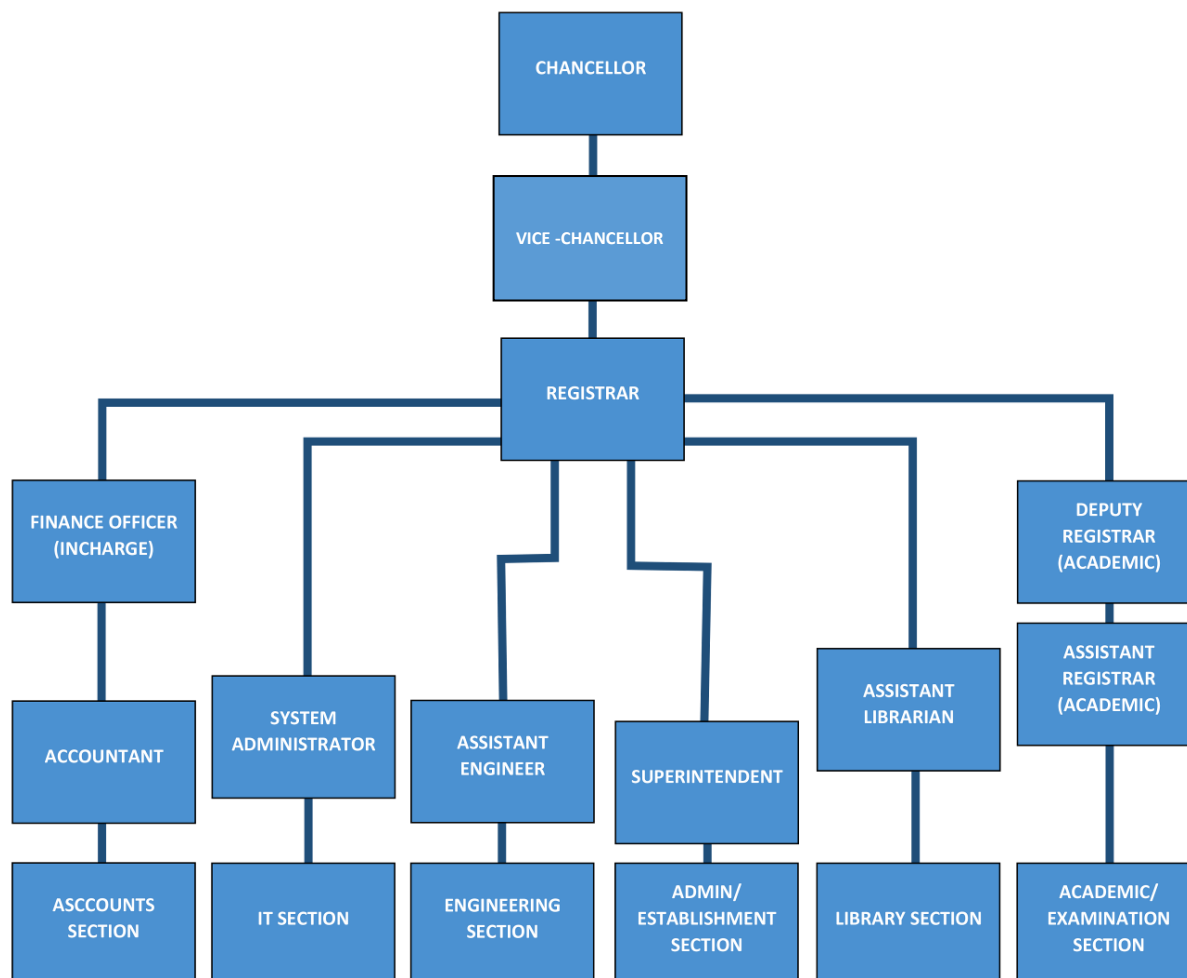 CHANCELLOR
VICE -CHANCELLOR
REGISTRAR
FINANCE OFFICER
(INCHARGE)
DEPUTY
REGISTRAR
(ACADEMIC)
ASSISTANT
REGISTRAR
(ACADEMIC)
ACCOUNTANT
SYSTEM
ADMINISTRATOR
ASSISTANT
ENGINEER
SUPERINTENDENT
ASSISTANT
LIBRARIAN
ASCCOUNTS
SECTION
IT SECTION
ENGINEERING
SECTION
ADMIN/
ESTABLISHMENT
SECTION
LIBRARY SECTION
ACADEMIC/
EXAMINATION
SECTION